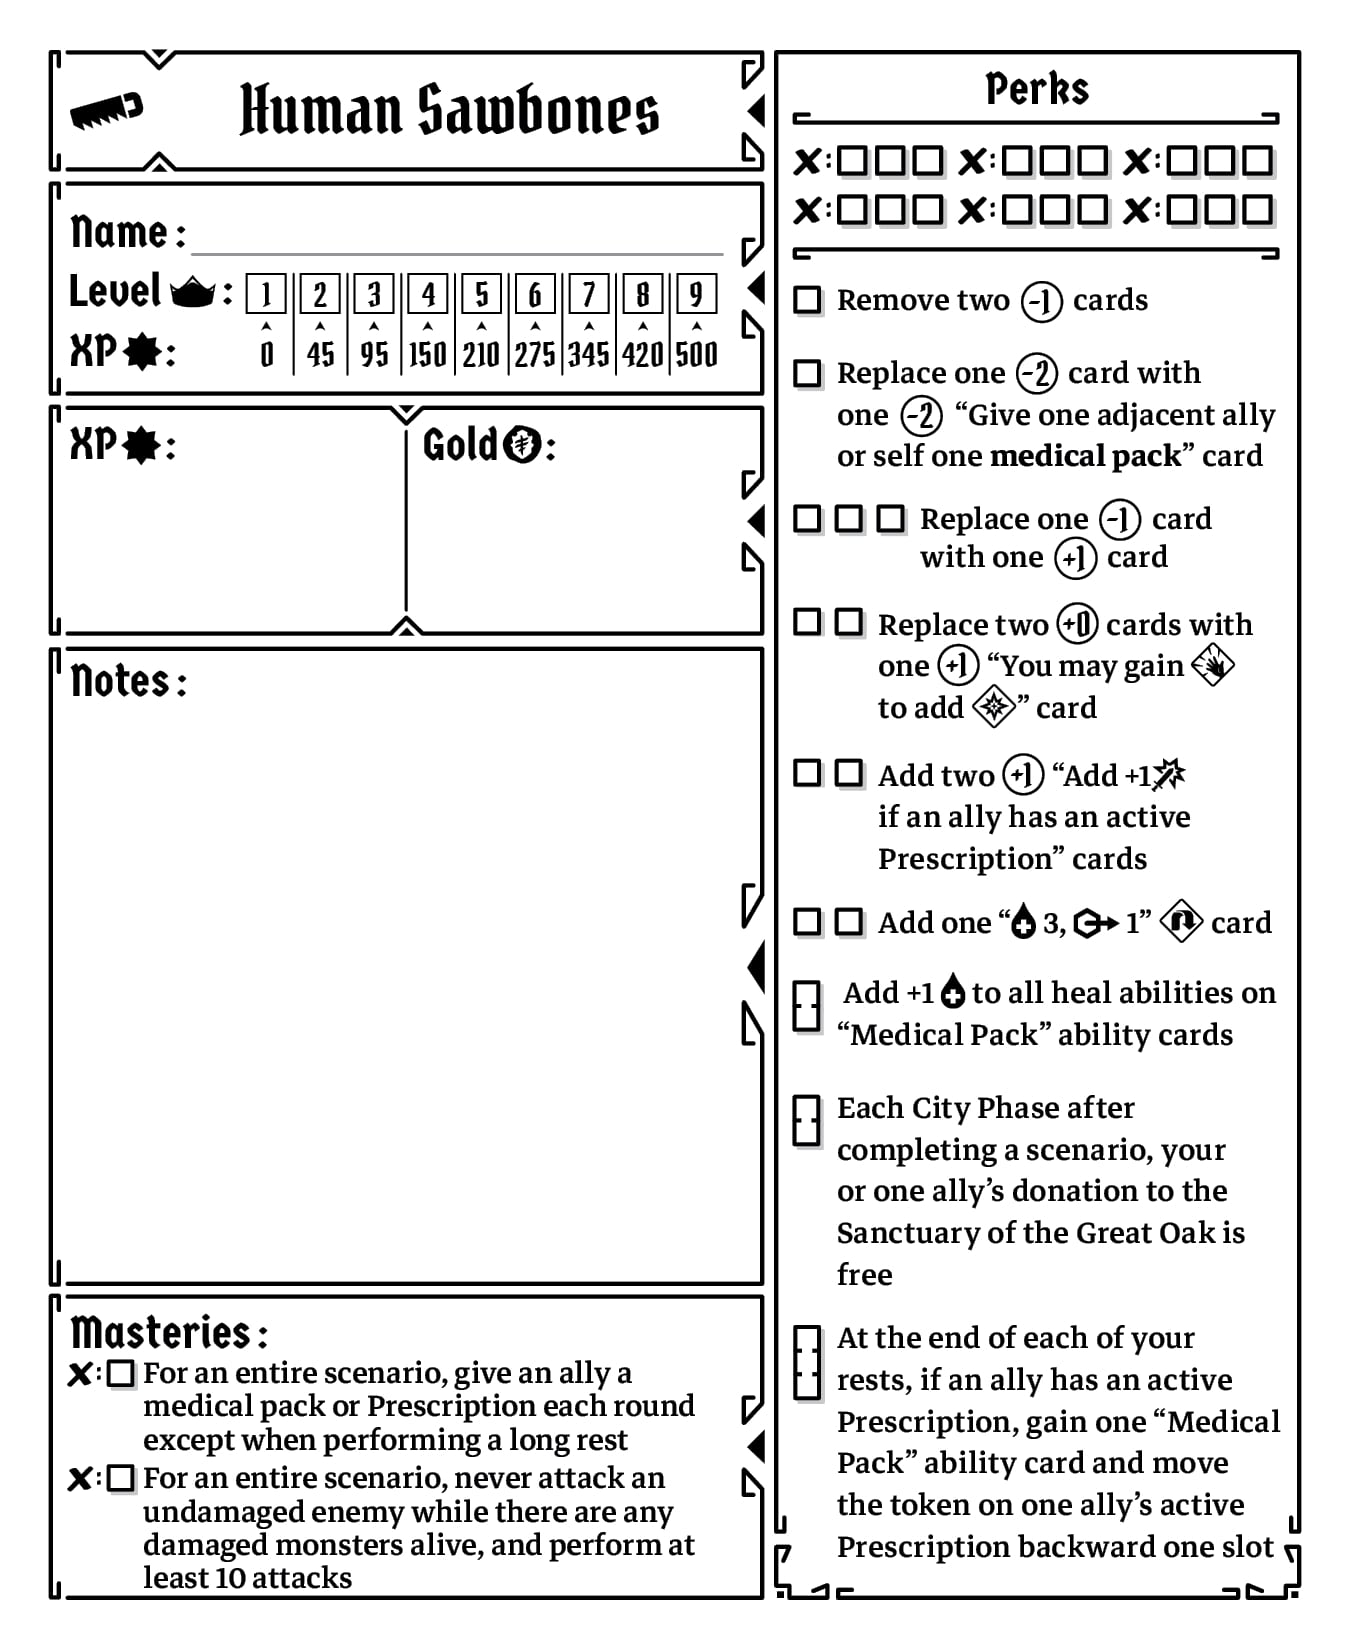 Human Sawbones
Name:
Level :
1 2 3 4 5 6 7 8 9
XP :
0 45 95 150 210 275 345 420 500
XP :
Gold :
Notes:
Masteries:
For an entire scenario, give an ally a
medical pack or Prescription each round
except when performing a long rest
For an entire scenario, never attack an
undamaged enemy while there are any
damaged monsters alive, and perform at
least 10 attacks
Perks
Remove two -1 cards
Replace one -2 card with
one -2 “Give one adjacent ally
or self one medical pack” card
Replace one -1 card
with one +1 card
Replace two +0 cards with
one +1 “You may gain
to add ” card
Add two +1 “Add +1
if an ally has an active
Prescription” cards
Add one “ 3, 1” card
Add +1 to all heal abilities on
“Medical Pack” ability cards
Each City Phase after
completing a scenario, your
or one ally’s donation to the
Sanctuary of the Great Oak is
free
At the end of each of your
rests, if an ally has an active
Prescription, gain one “Medical
Pack” ability card and move
the token on one ally’s active
Prescription backward one slot